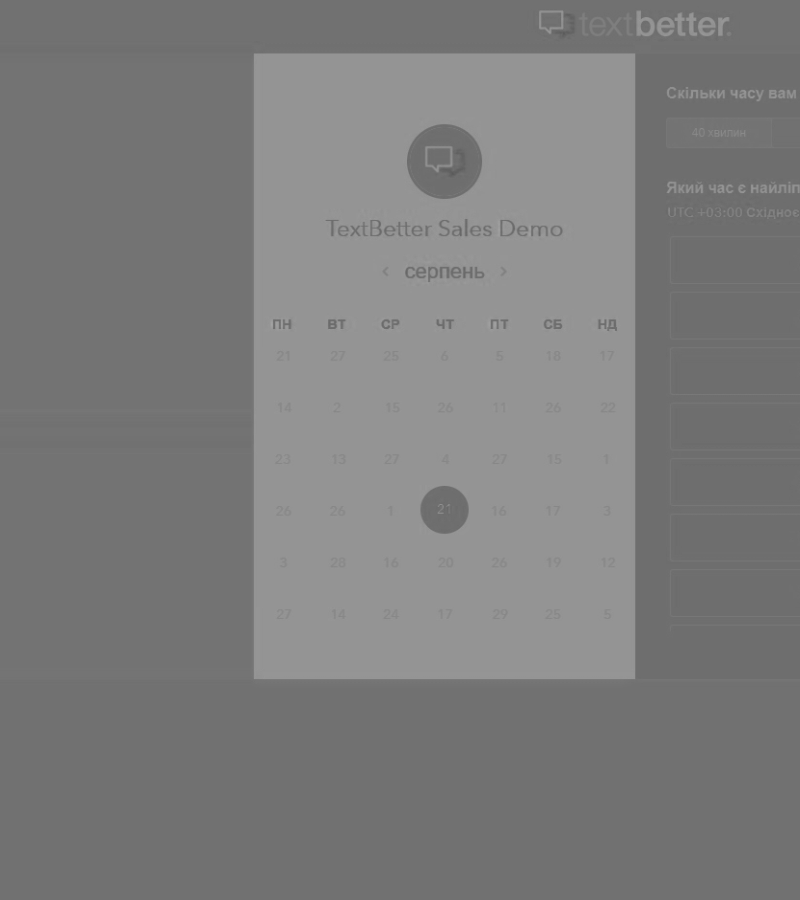 textbetter.
TextBetter Sales Demo
серпень
ПН ВТ СР ЧТ ПТ СБ НД
21 27 25 6 5 18 17
14 2 15 26 11 26 22
23 13 27 4 27 15 1
26 26 1 21 16 17 3
3 28 16 20 26 19 12
27 14 24 17 29 25 5
Скільки часу вам
40 хвилин
Який час є найліп
UTC +03:00 Східноє